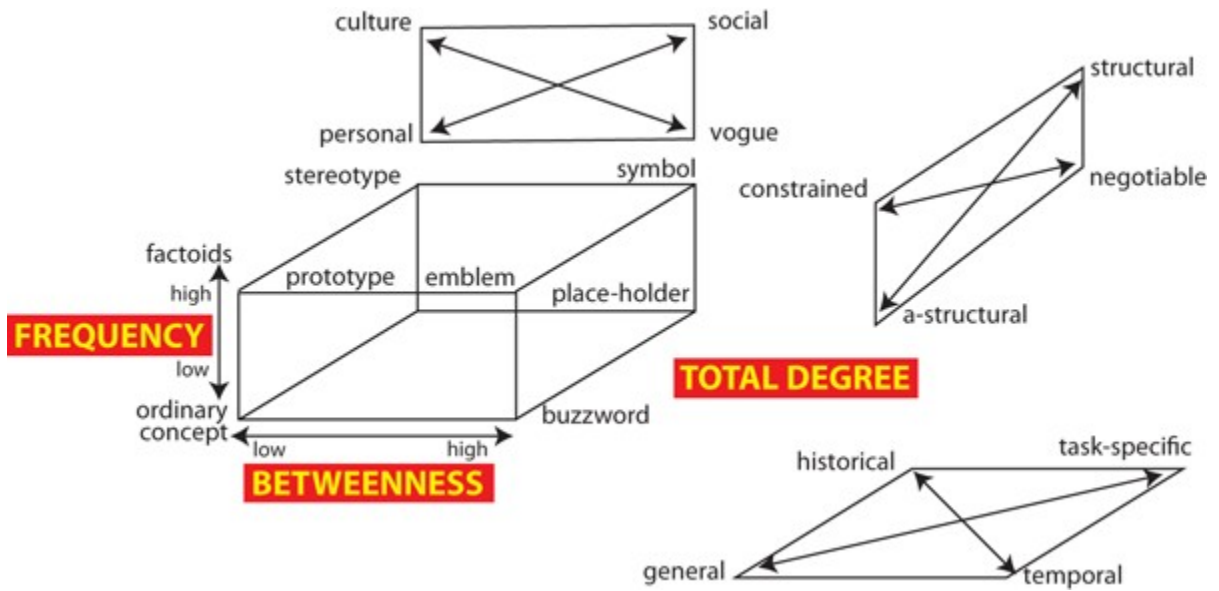 culture
social
personal
vogue
structural
constrained
negotiable
a-structural
stereotype
symbol
factoids
prototype
emblem
place-holder
high
FREQUENCY
low
ordinary
concept
buzzword
low
high
BETWEENNESS
TOTAL DEGREE
historical
task-specific
general
temporal